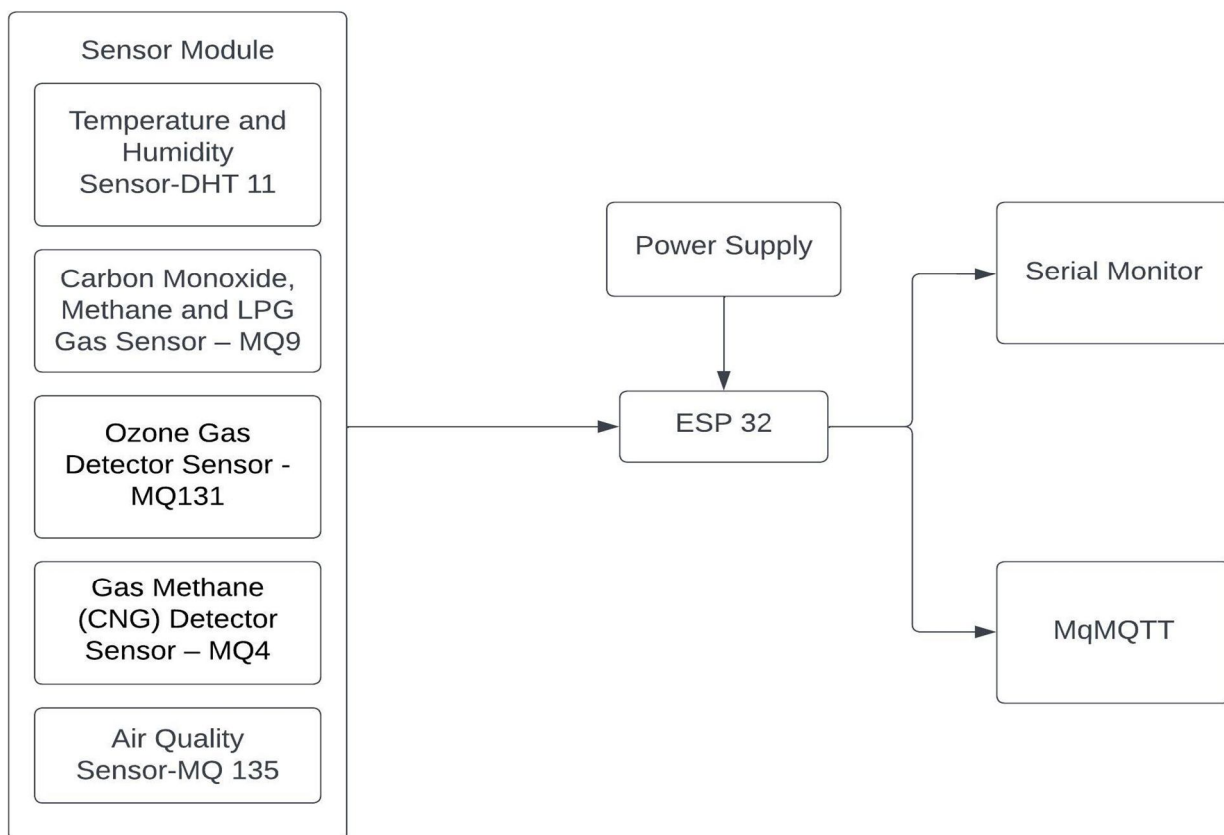 Sensor Module
Temperature and
Humidity
Sensor-DHT 11
Carbon Monoxide,
Methane and LPG
Gas Sensor – MQ9
Ozone Gas
Detector Sensor -
MQ131
Gas Methane
(CNG) Detector
Sensor – MQ4
Air Quality
Sensor-MQ 135
Power Supply
ESP 32
Serial Monitor
MqMQTT